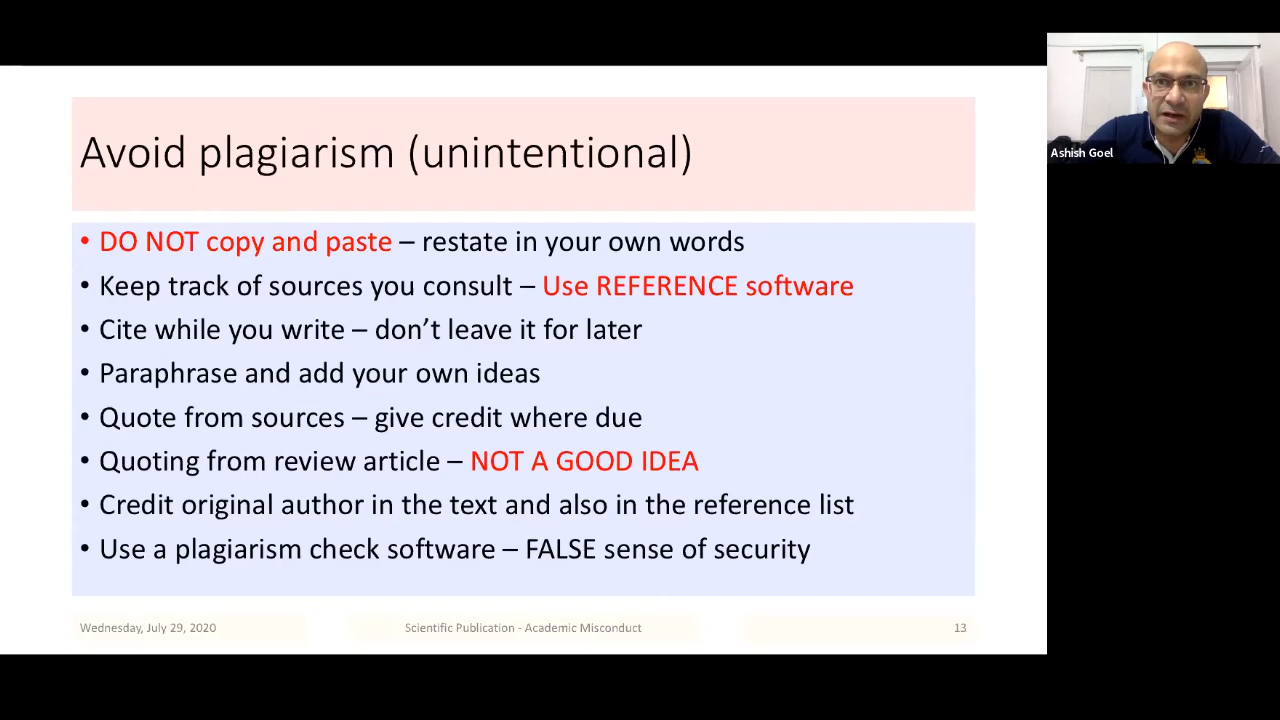 Avoid plagiarism (unintentional)
• DO NOT copy and paste – restate in your own words
• Keep track of sources you consult – Use REFERENCE software
• Cite while you write – don’t leave it for later
• Paraphrase and add your own ideas
• Quote from sources – give credit where due
• Quoting from review article – NOT A GOOD IDEA
• Credit original author in the text and also in the reference list
• Use a plagiarism check software – FALSE sense of security
Wednesday, July 29, 2020
Scientific Publication - Academic Misconduct
13
Ashish Goel